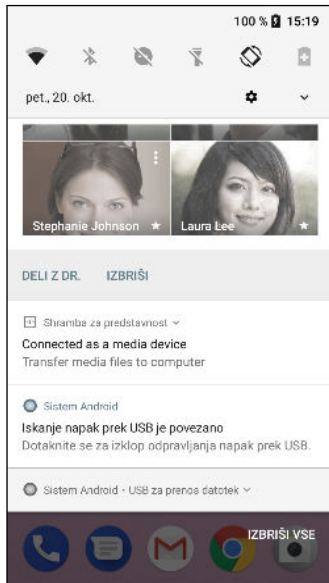 100 % 15:19
pet., 20. okt.
Stephanie Johnson Laura Lee
DELI Z DR. IZBRIŠI
Shramba za predstavnost
Connected as a media device
Transfer media files to computer
Sistem Android
Iskanje napak prek USB je povezano
Dotaknite se za izklop odpravljanja napak prek USB.
Sistem Android • USB za prenos datotek
IZBRIŠI VSE